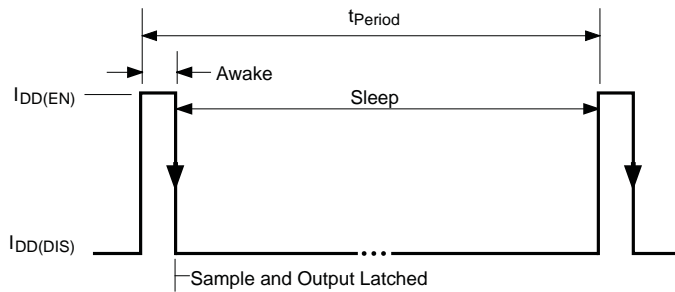 tPeriod
Awake
IDD(EN)
Sleep
IDD(DIS)
Sample and Output Latched